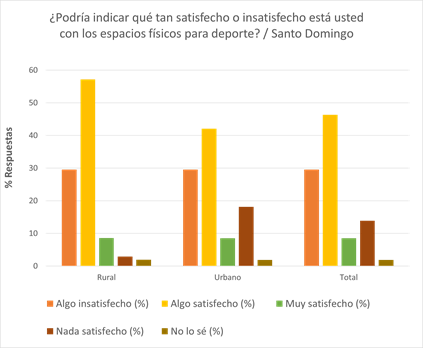 ¿Podría indicar qué tan satisfecho o insatisfecho está usted
con los espacios físicos para deporte? / Santo Domingo
60
50
40
30
20
10
0
% Respuestas
Rural
Urbano
Total
Algo insatisfecho (%)
Algo satisfecho (%)
Muy satisfecho (%)
Nada satisfecho (%)
No lo sé (%)